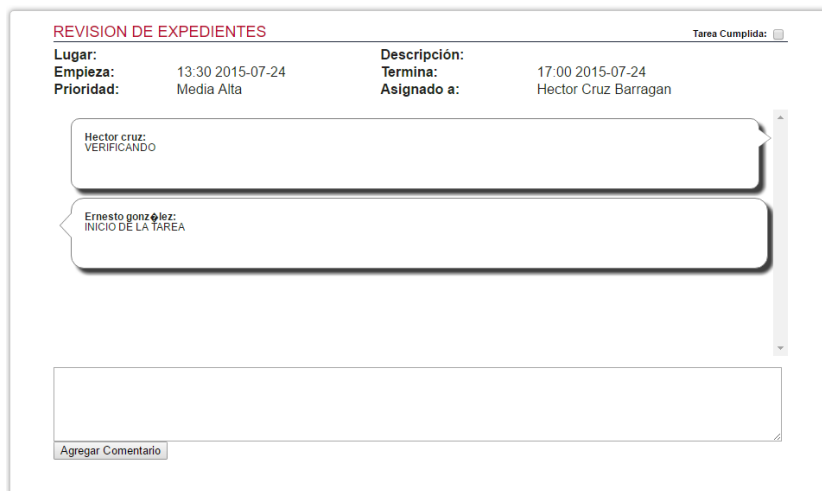 REVISION DE EXPEDIENTES
Tarea Cumplida:
Lugar: Descripción:
Empieza: 13:30 2015-07-24 Termina: 17:00 2015-07-24
Prioridad: Media Alta Asignado a: Hector Cruz Barragan
Hector cruz:
VERIFICANDO
Ernesto gonz�lez:
INICIO DE LA TAREA
Agregar Comentario